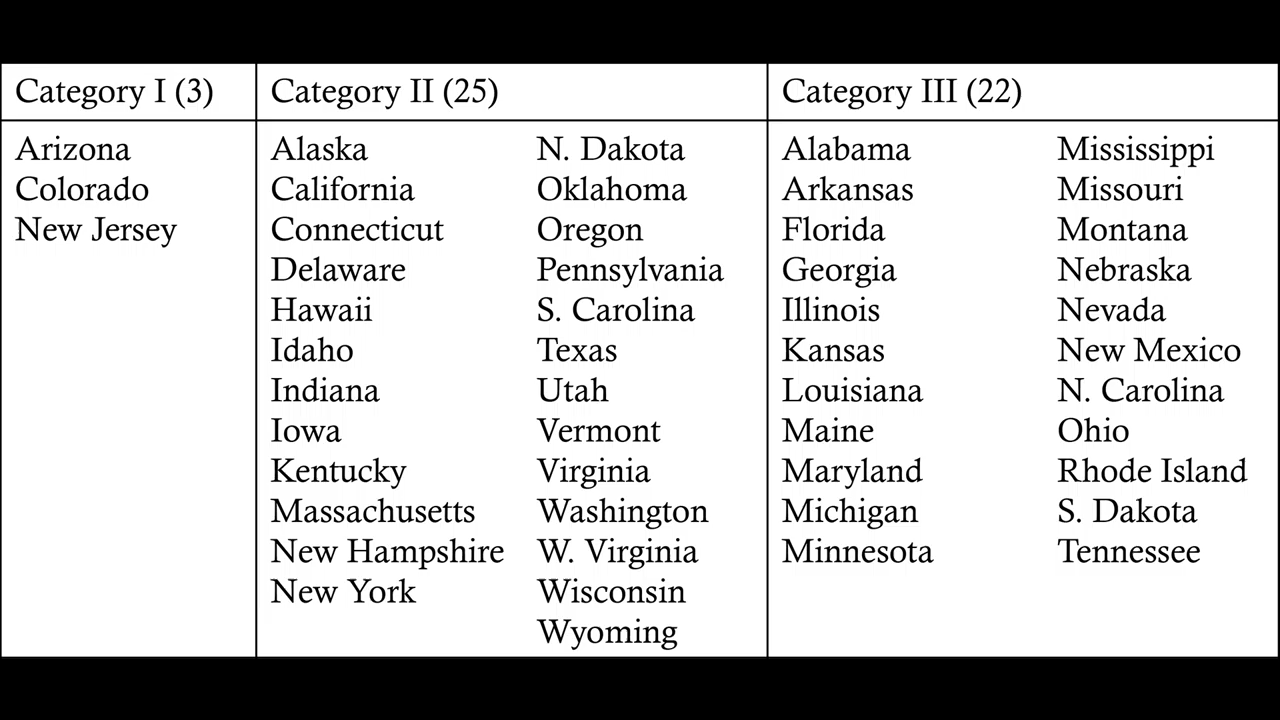 Category I (3)
Arizona
Colorado
New Jersey
Category II (25)
Alaska
California
Connecticut
Delaware
Hawaii
Idaho
Indiana
Iowa
Kentucky
Massachusetts
New Hampshire
New York
N. Dakota
Oklahoma
Oregon
Pennsylvania
S. Carolina
Texas
Utah
Vermont
Virginia
Washington
W. Virginia
Wisconsin
Wyoming
Category III (22)
Alabama
Arkansas
Florida
Georgia
Illinois
Kansas
Louisiana
Maine
Maryland
Michigan
Minnesota
Mississippi
Missouri
Montana
Nebraska
Nevada
New Mexico
N. Carolina
Ohio
Rhode Island
S. Dakota
Tennessee